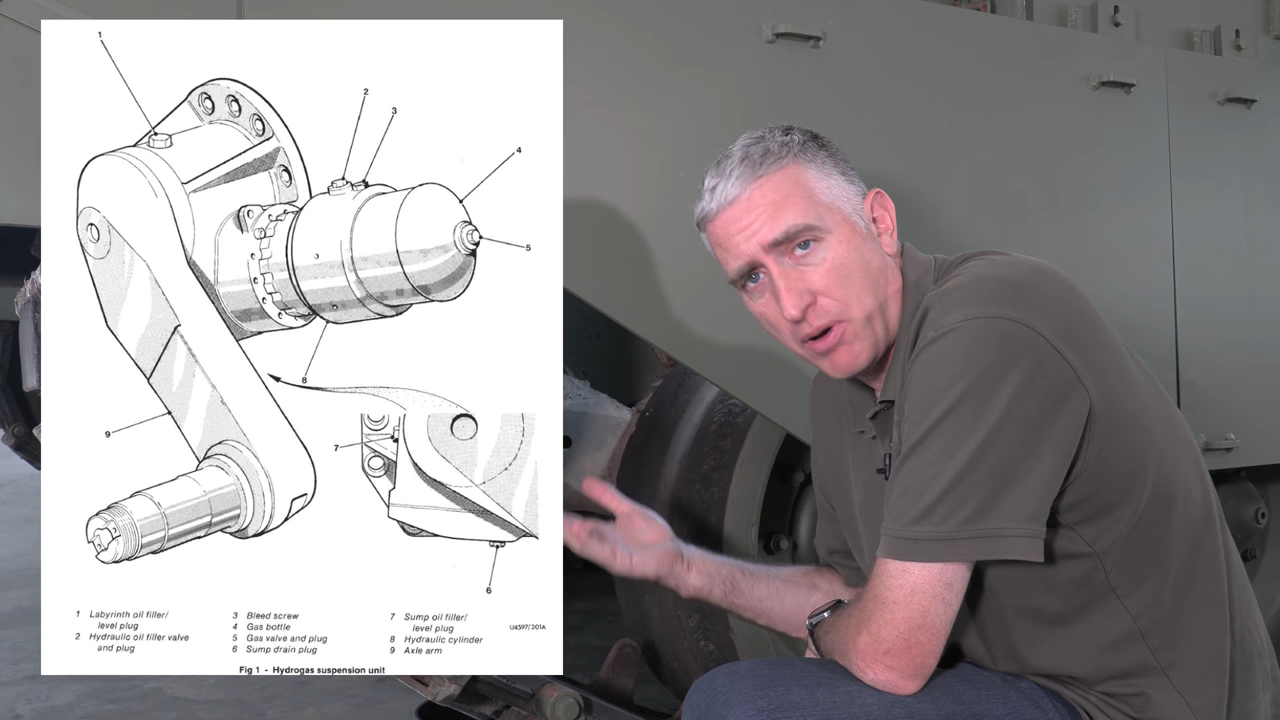 1
2
3
4
5
8
7
9
6
1 Labyrinth oil filler/
level plug
2 Hydraulic oil filler valve
and plug
3 Bleed screw
4 Gas bottle
5 Gas valve and plug
6 Sump drain plug
7 Sump oil filler/
level plug
8 Hydraulic cylinder
9 Axle arm
U4597/201A
Fig 1 - Hydrogas suspension unit